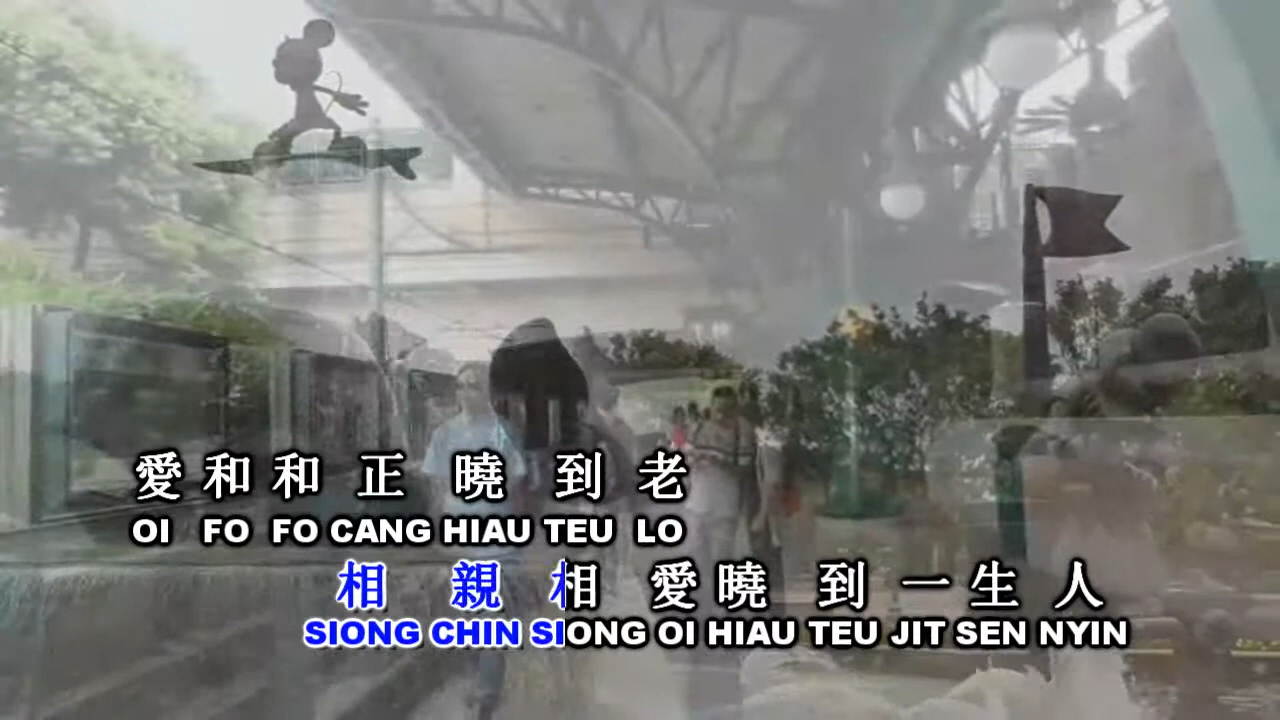 愛 和 和 正 曉 到 老
OI FO FO CANG HIAU TEU LO
相 親 相 愛 曉 到 一 生 人
SIONG CHIN SIONG OI HIAU TEU JIT SEN NYIN